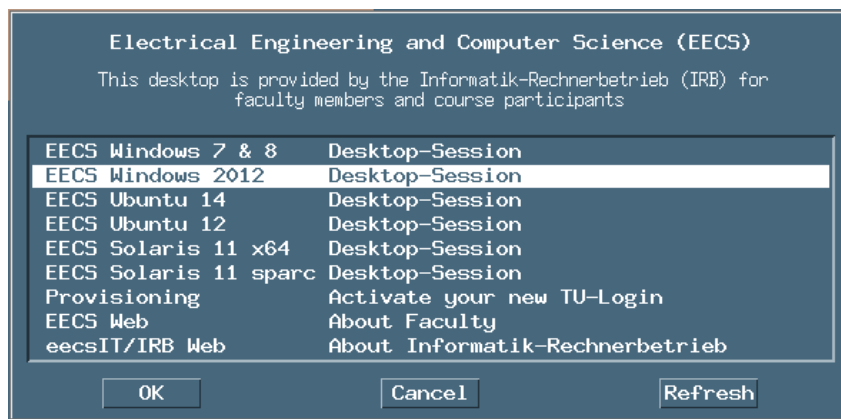 Electrical Engineering and Computer Science (EECS)
This desktop is provided by the Informatik-Rechnerbetrieb (IRB) for
faculty members and course participants
EECS Windows 7 & 8 Desktop-Session
EECS Windows 2012 Desktop-Session
EECS Ubuntu 14 Desktop-Session
EECS Ubuntu 12 Desktop-Session
EECS Solaris 11 x64 Desktop-Session
EECS Solaris 11 sparc Desktop-Session
Provisioning Activate your new TU-Login
EECS Web About Faculty
eecsIT/IRB Web About Informatik-Rechnerbetrieb
OK Cancel Refresh